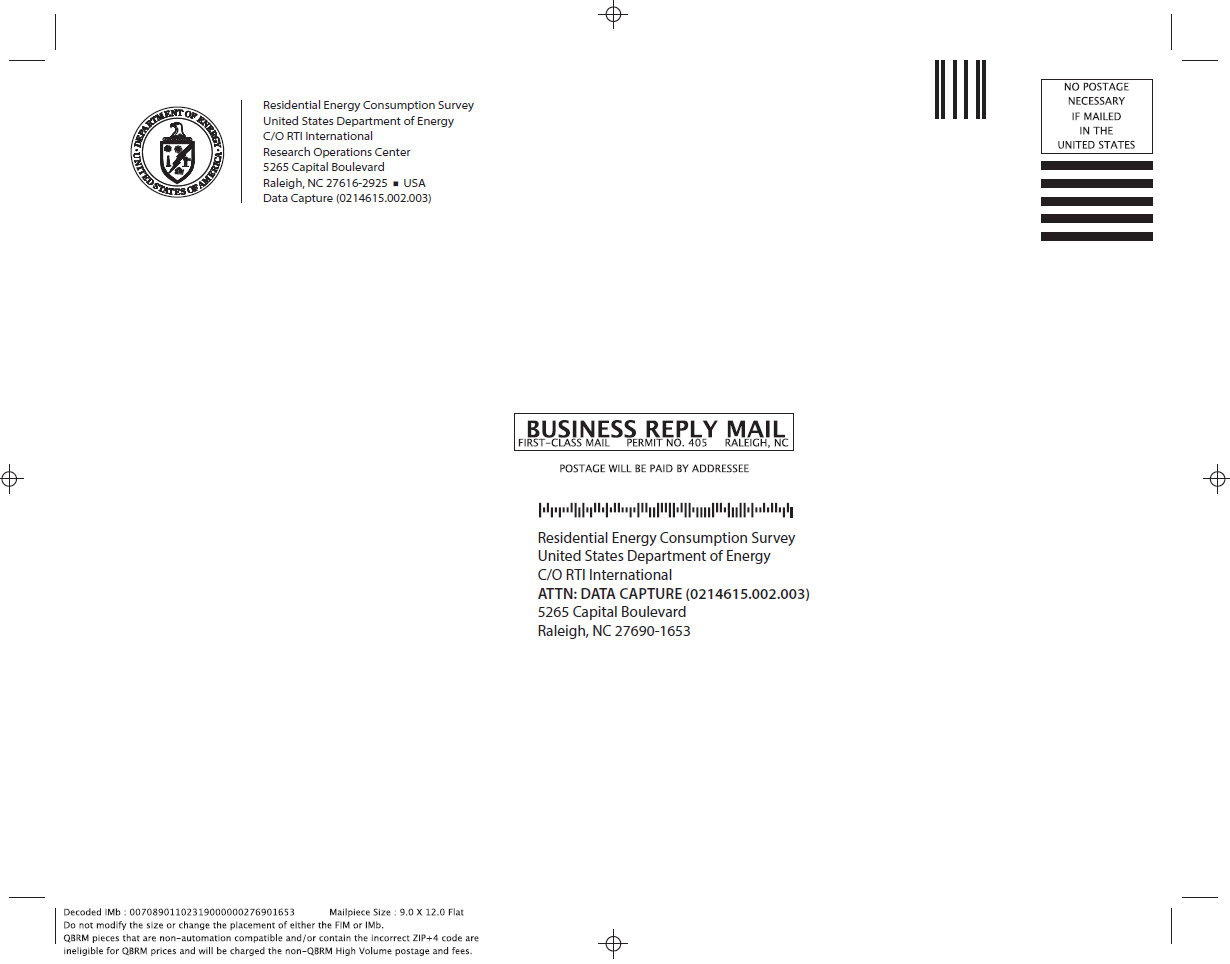 DEPARTMENT OF ENERGY
UNITED STATES OF AMERICA
Residential Energy Consumption Survey
United States Department of Energy
C/O RTI International
Research Operations Center
5265 Capital Boulevard
Raleigh, NC 27616-2925 ▪ USA
Data Capture (0214615.002.003)
NO POSTAGE
NECESSARY
IF MAILED
IN THE
UNITED STATES
BUSINESS REPLY MAIL
FIRST-CLASS MAIL PERMIT NO. 405 RALEIGH, NC
POSTAGE WILL BE PAID BY ADDRESSEE
Residential Energy Consumption Survey
United States Department of Energy
C/O RTI International
ATTN: DATA CAPTURE (0214615.002.003)
5265 Capital Boulevard
Raleigh, NC 27690-1653
Decoded IMb : 00708901102319000000276901653 Mailpiece Size : 9.0 X 12.0 Flat
Do not modify the size or change the placement of either the FIM or IMb.
QBRM pieces that are non-automation compatible and/or contain the incorrect ZIP+4 code are
ineligible for QBRM prices and will be charged the non-QBRM High Volume postage and fees.